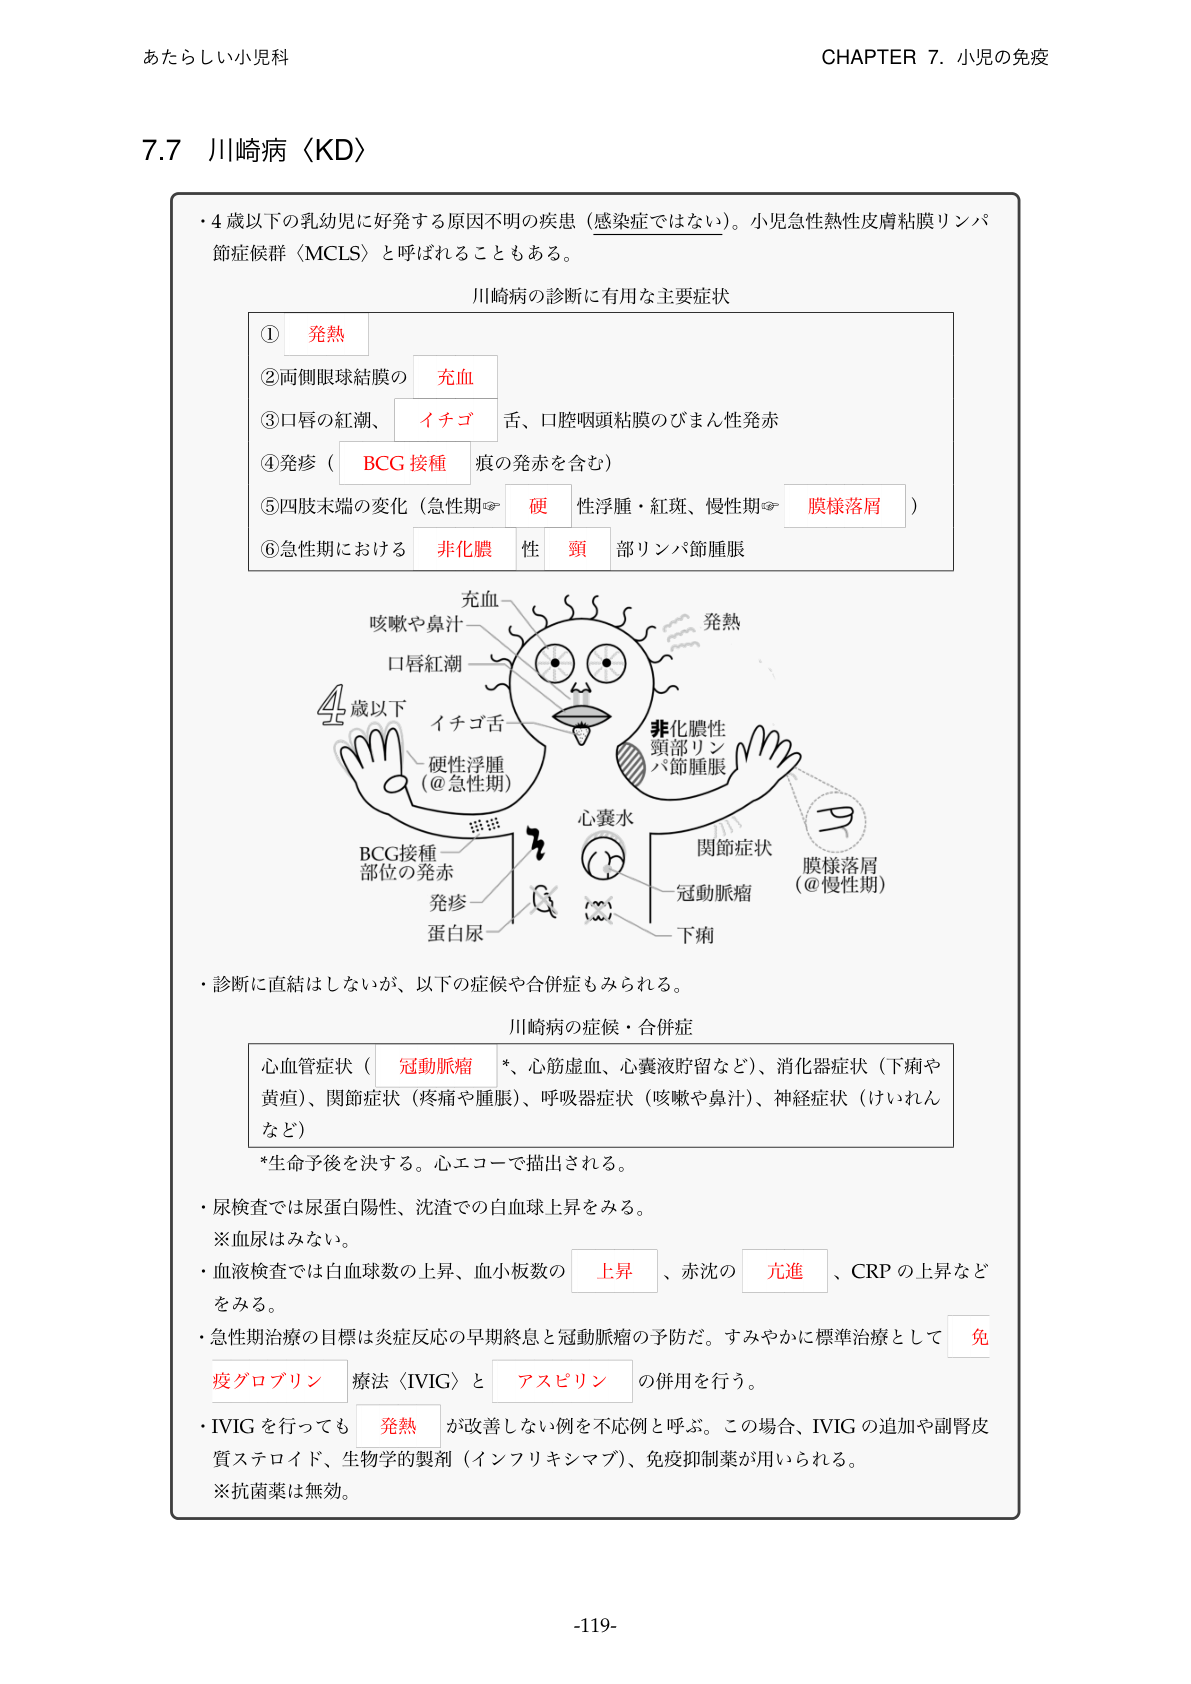 あたらしい小児科
CHAPTER 7. 小児の免疫
7.7 川崎病〈KD〉
・4 歳以下の乳幼児に好発する原因不明の疾患（感染症ではない）。小児急性熱性皮膚粘膜リンパ
節症候群〈MCLS〉と呼ばれることもある。
川崎病の診断に有用な主要症状
① 発熱
②両側眼球結膜の 充血
③口唇の紅潮、 イチゴ 舌、口腔咽頭粘膜のびまん性発赤
④発疹（ BCG 接種 痕の発赤を含む）
⑤四肢末端の変化（急性期☞ 硬 性浮腫・紅斑、慢性期☞ 膜様落屑 ）
⑥急性期における 非化膿 性 頸 部リンパ節腫脹
充血
咳嗽や鼻汁
発熱
口唇紅潮
4歳以下
イチゴ舌
非化膿性
頸部リン
パ節腫脹
硬性浮腫
（@急性期）
心嚢水
BCG接種
部位の発赤
関節症状
膜様落屑
（@慢性期）
発疹
冠動脈瘤
蛋白尿
下痢
・診断に直結はしないが、以下の症候や合併症もみられる。
川崎病の症候・合併症
心血管症状（ 冠動脈瘤 *、心筋虚血、心嚢液貯留など）、消化器症状（下痢や
黄疸）、関節症状（疼痛や腫脹）、呼吸器症状（咳嗽や鼻汁）、神経症状（けいれん
など）
*生命予後を決する。心エコーで描出される。
・尿検査では尿蛋白陽性、沈渣での白血球上昇をみる。
※血尿はみない。
・血液検査では白血球数の上昇、血小板数の 上昇 、赤沈の 亢進 、CRP の上昇など
をみる。
・急性期治療の目標は炎症反応の早期終息と冠動脈瘤の予防だ。すみやかに標準治療として 免
疫グロブリン 療法〈IVIG〉と アスピリン の併用を行う。
・IVIG を行っても 発熱 が改善しない例を不応例と呼ぶ。この場合、IVIG の追加や副腎皮
質ステロイド、生物学的製剤（インフリキシマブ）、免疫抑制薬が用いられる。
※抗菌薬は無効。
-119-